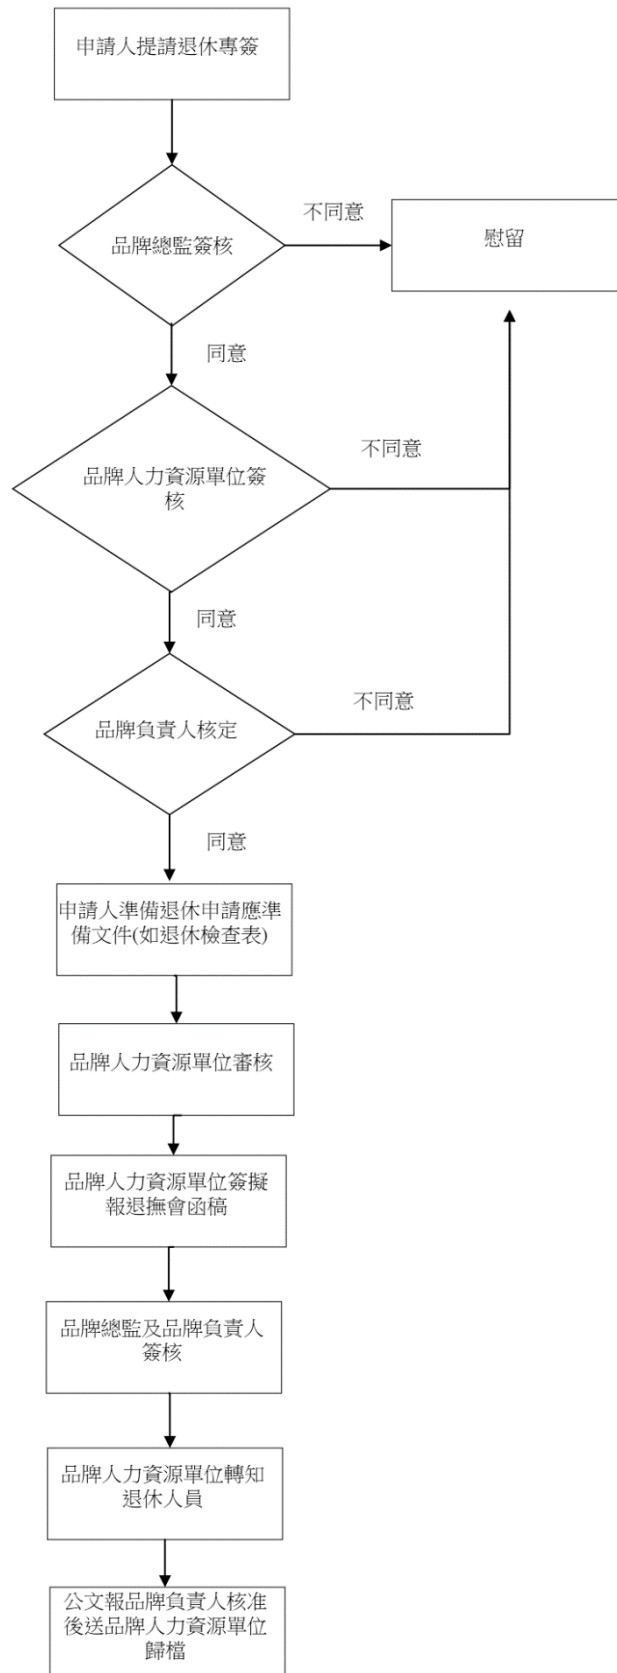 申請人提請退休專簽
不同意
品牌總監簽核
慰留
同意
不同意
品牌人力資源單位簽
核
同意
不同意
品牌負責人核定
同意
申請人準備退休申請應準
備文件(如退休檢查表)
品牌人力資源單位審核
品牌人力資源單位簽擬
報退撫會函稿
品牌總監及品牌負責人
簽核
品牌人力資源單位轉知
退休人員
公文報品牌負責人核准
後送品牌人力資源單位
歸檔